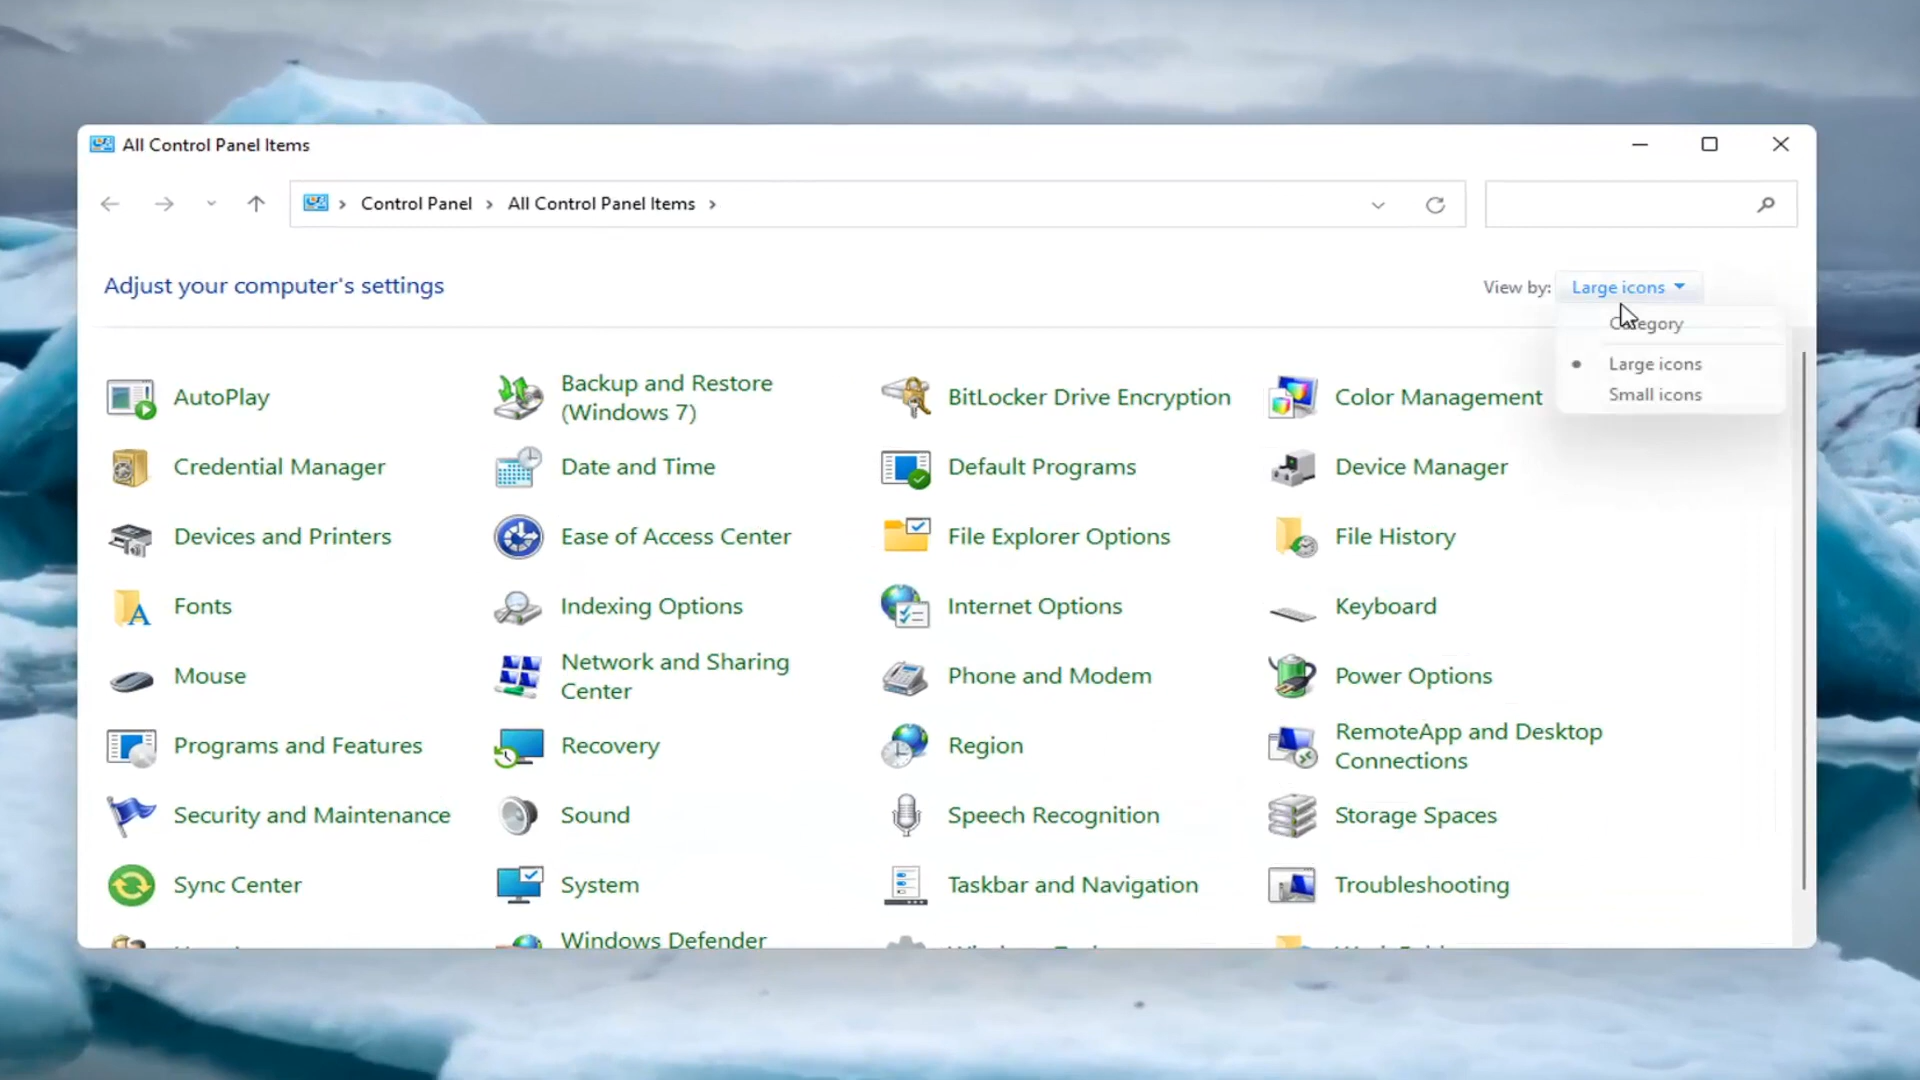 All Control Panel Items
Control Panel
All Control Panel Items
Adjust your computer's settings
View by:
Large icons
Category
Large icons
Small icons
AutoPlay
Backup and Restore
(Windows 7)
BitLocker Drive Encryption
Color Management
Credential Manager
Date and Time
Default Programs
Device Manager
Devices and Printers
Ease of Access Center
File Explorer Options
File History
Fonts
Indexing Options
Internet Options
Keyboard
Mouse
Network and Sharing
Center
Phone and Modem
Power Options
Programs and Features
Recovery
Region
RemoteApp and Desktop
Connections
Security and Maintenance
Sound
Speech Recognition
Storage Spaces
Sync Center
System
Taskbar and Navigation
Troubleshooting
Windows Defender